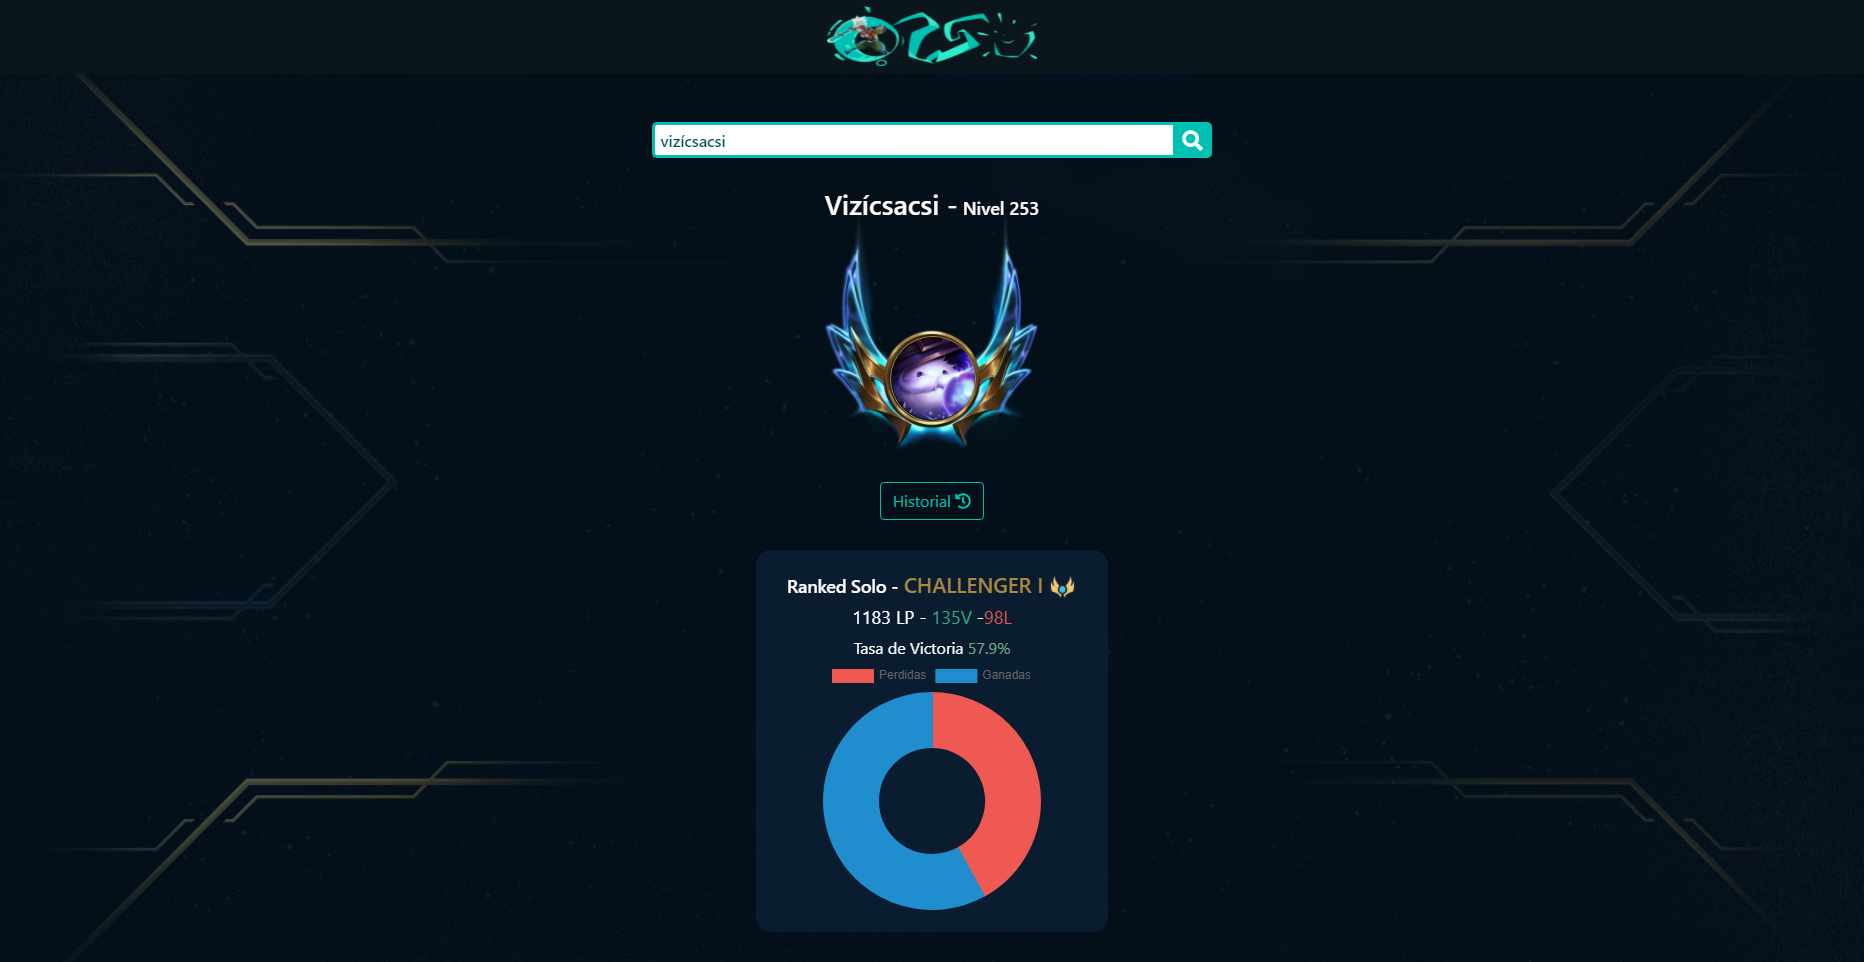 vizícsacsi
Vizícsacsi - Nivel 253
Historial
Ranked Solo - CHALLENGER I
1183 LP - 135V -98L
Tasa de Victoria 57.9%
Perdidas Ganadas